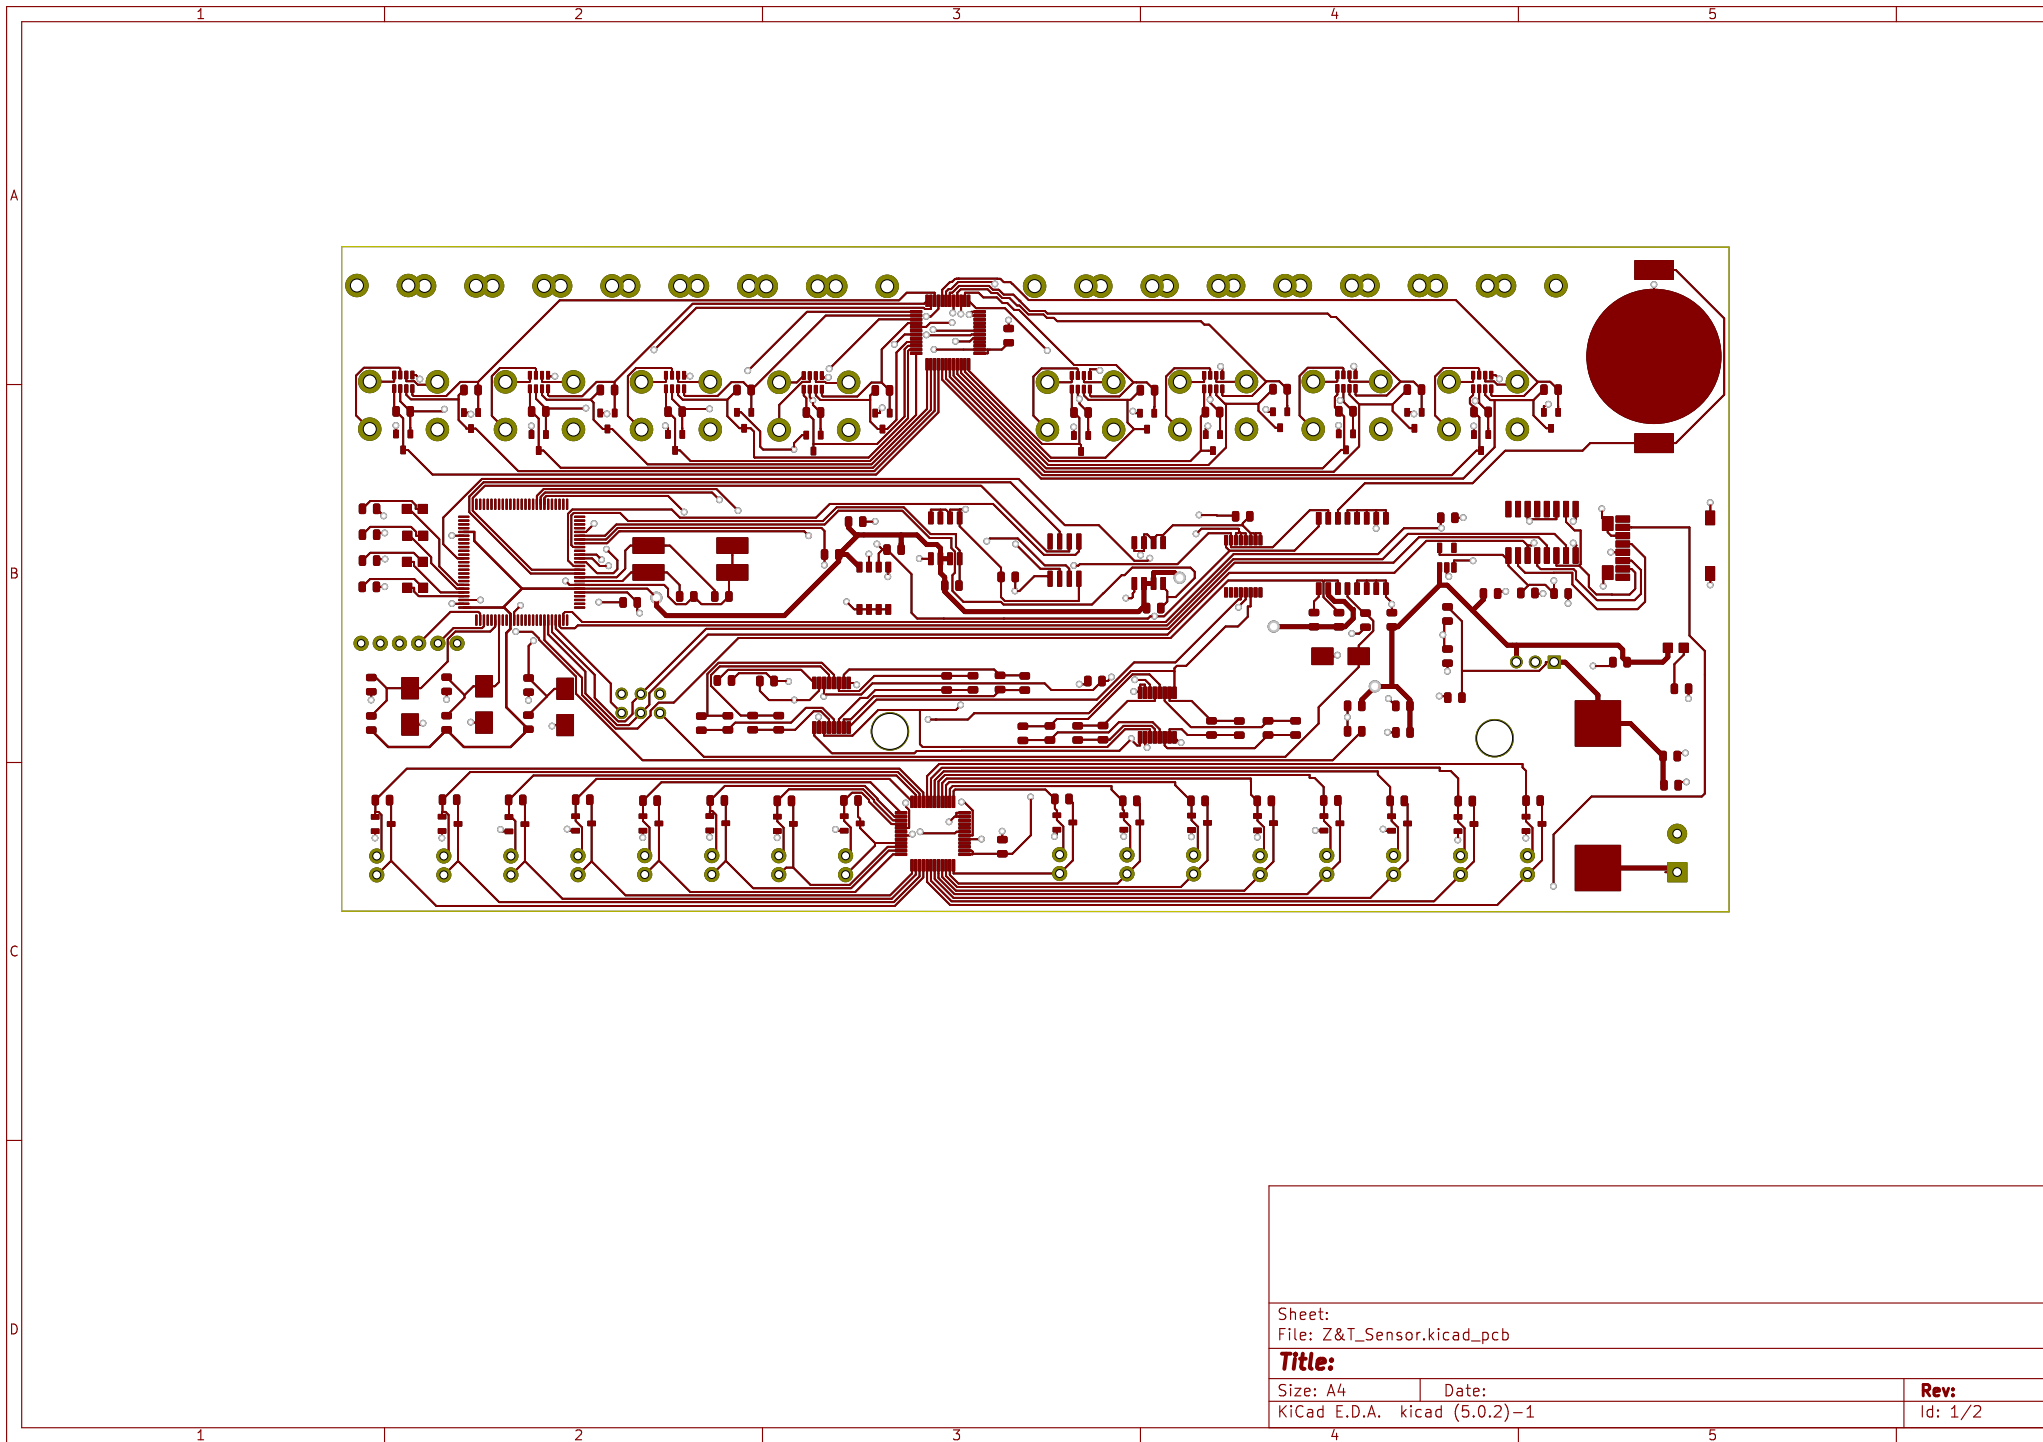 1 2 3 4 5
A A
B B
C C
D D
Sheet:
File: Z&T_Sensor.kicad_pcb
Title:
Size: A4 Date: Rev:
KiCad E.D.A. kicad (5.0.2)-1 Id: 1/2
1 2 3 4 5